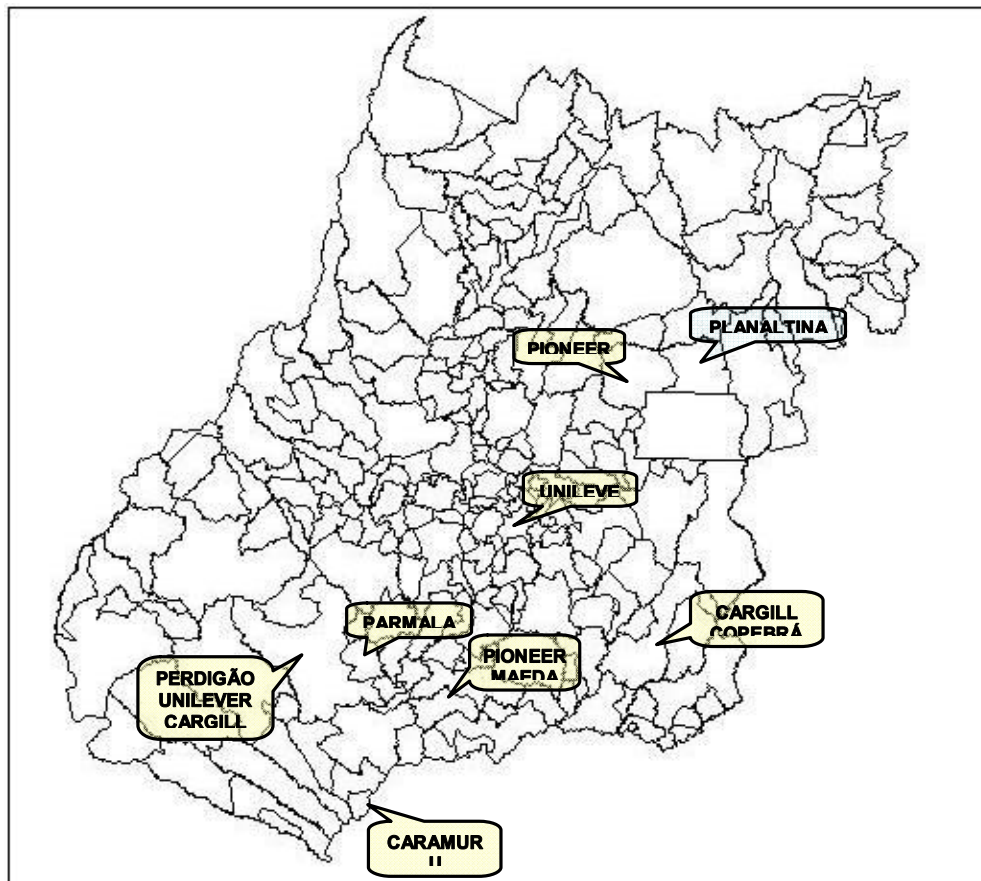 PLANALTINA
PIONEER
UNILEVE
PARMALA
CARGILL
COPEBRÁ
PIONEER
MAEDA
PERDIGÃO
UNILEVER
CARGILL
CARAMUR
U